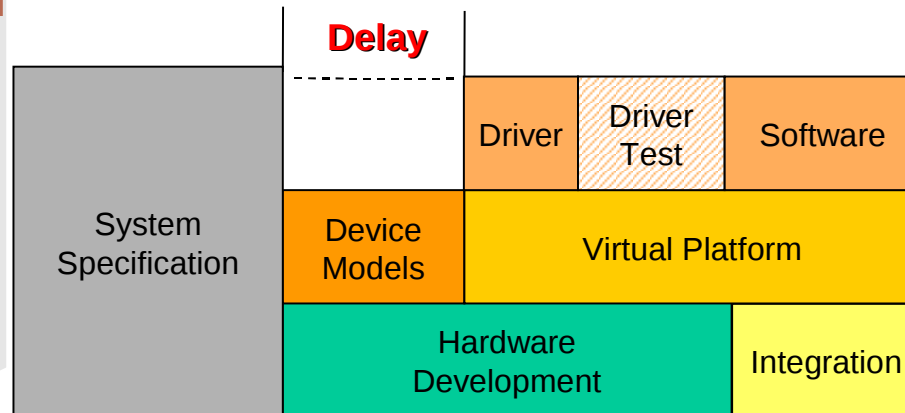 Delay
Driver
Driver
Test
Software
System
Specification
Device
Models
Virtual Platform
Hardware
Development
Integration